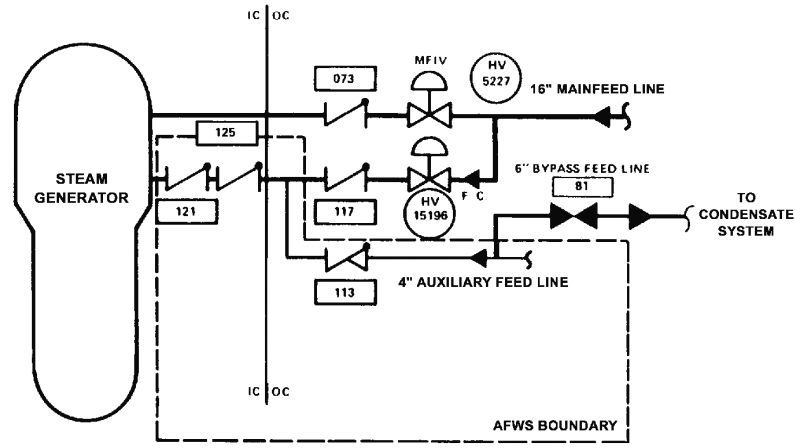 IC OC
MFIV
HV
5227
073
16" MAINFEED LINE
125
6" BYPASS FEED LINE
81
STEAM
GENERATOR
F C
TO
CONDENSATE
SYSTEM
121
117
HV
15196
4" AUXILIARY FEED LINE
113
IC OC
AFWS BOUNDARY